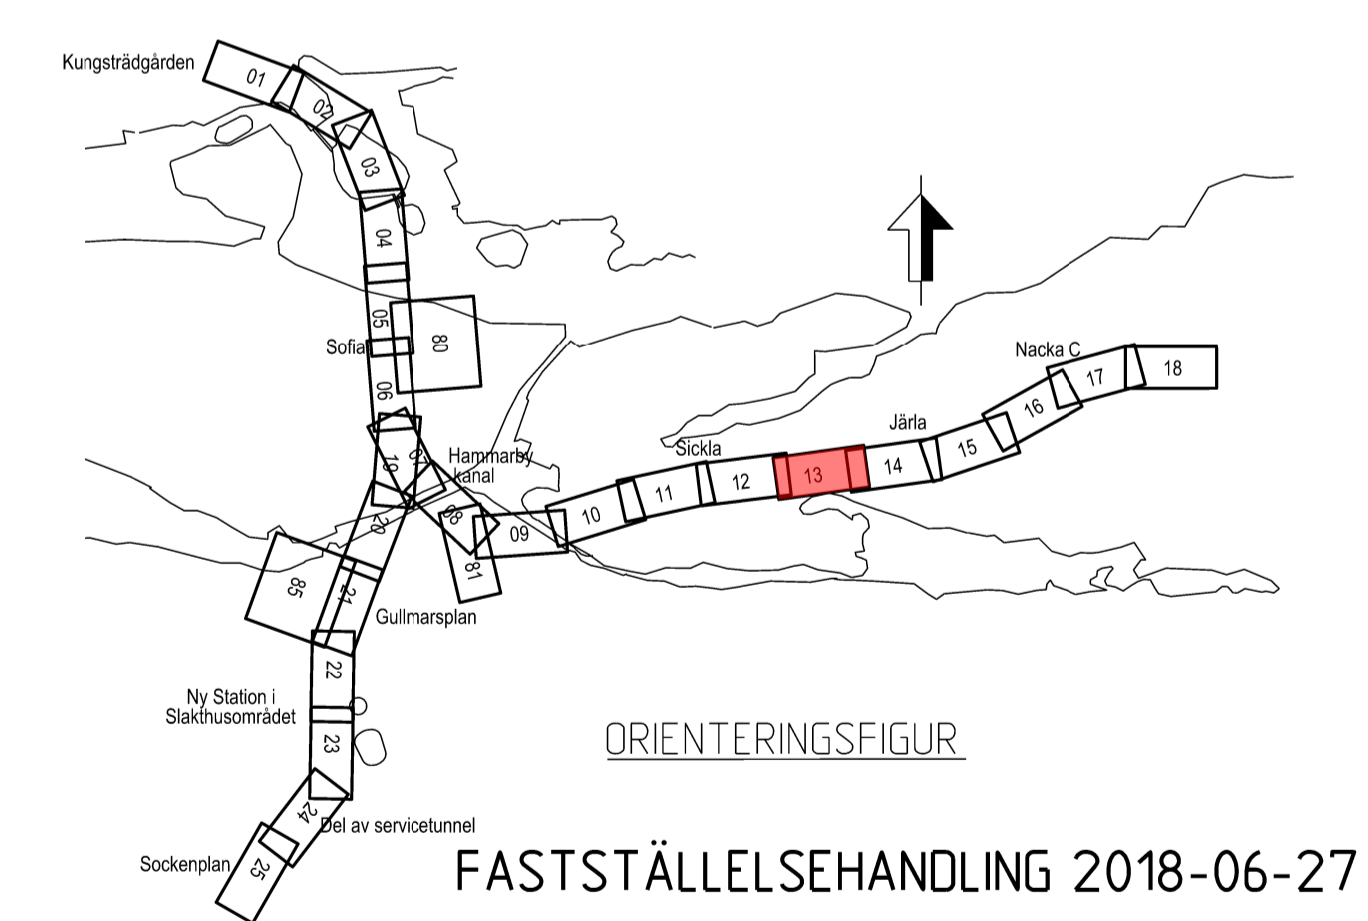 Kungsträdgården
01
02
03
04
05
80
Sofia
06
Nacka C
18
17
16
Järla
15
14
13
Sickla
12
11
10
Hammarby
kanal
07
19
08
09
20
81
85
21
Gullmarsplan
22
Ny Station i
Slakthusområdet
23
24
Del av servicetunnel
Sockenplan
25
ORIENTERINGSFIGUR
FASTSTÄLLELSEHANDLING 2018-06-27